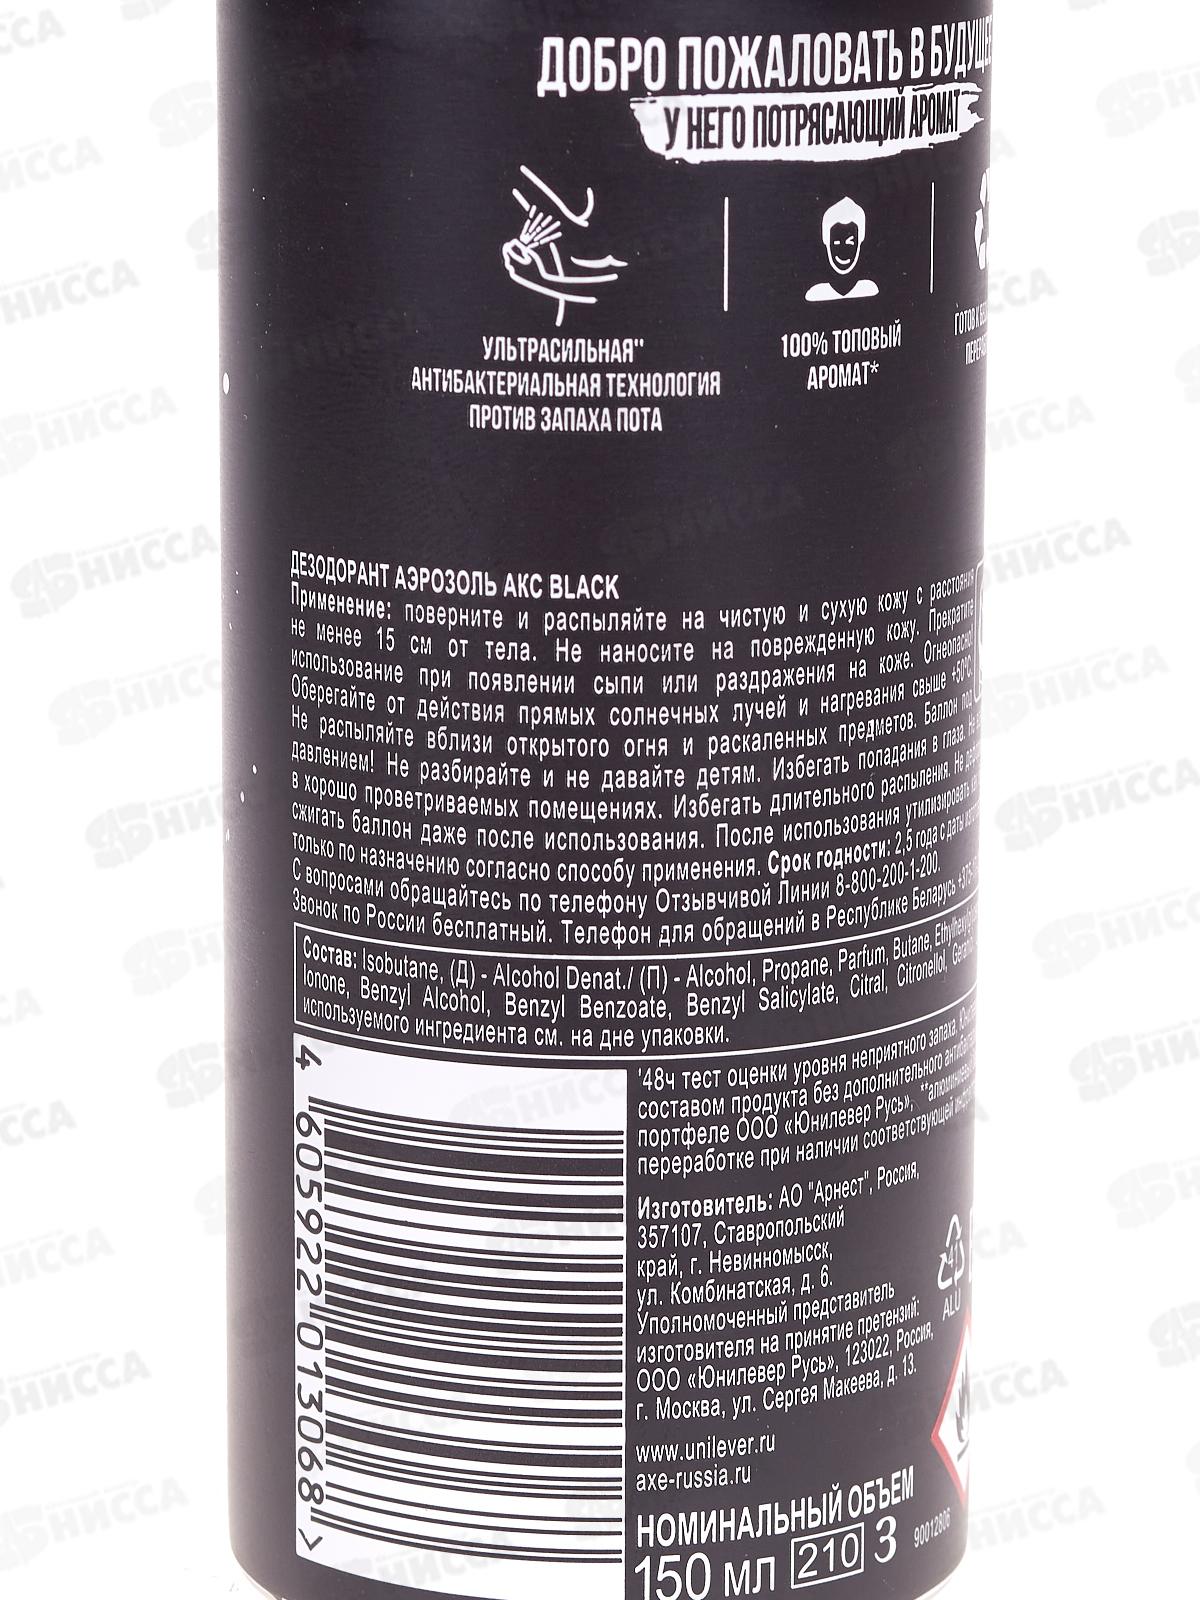 ДОБРО ПОЖАЛОВАТЬ В БУДУЩЕЕ
У НЕГО ПОТРЯСАЮЩИЙ АРОМАТ
УЛЬТРАСИЛЬНАЯ''
АНТИБАКТЕРИАЛЬНАЯ ТЕХНОЛОГИЯ
ПРОТИВ ЗАПАХА ПОТА
100% ТОПОВЫЙ
АРОМАТ*
ГОТОВ К
ДЕЗОДОРАНТ АЭРОЗОЛЬ АКС BLACK
Применение: поверните и распыляйте на чистую и сухую кожу с расстояния
не менее 15 см от тела. Не наносите на поврежденную кожу. Прекратите
использование при появлении сыпи или раздражения на коже. Огнеопасно!
Оберегайте от действия прямых солнечных лучей и нагревания свыше +50°C.
Не распыляйте вблизи открытого огня и раскаленных предметов. Баллон под
давлением! Не разбирайте и не давайте детям. Избегать попадания в глаза. Не
в хорошо проветриваемых помещениях. Избегать длительного распыления. Не
сжигать баллон даже после использования. После использования утилизировать
только по назначению согласно способу применения. Срок годности: 2,5 года с даты
С вопросами обращайтесь по телефону Отзывчивой Линии 8-800-200-1-200.
Звонок по России бесплатный. Телефон для обращений в Республике Беларусь +375
Состав: Isobutane, (Д) - Alcohol Denat./ (П) - Alcohol, Propane, Parfum, Butane,
Ionone, Benzyl Alcohol, Benzyl Benzoate, Benzyl Salicylate, Citral, Citronellol,
используемого ингредиента см. на дне упаковки.
'48ч тест оценки уровня неприятного запаха,
составом продукта без дополнительного
портфеле ООО «Юнилевер Русь»,
переработке при наличии соответствующей
Изготовитель: АО "Арнест", Россия,
357107, Ставропольский
край, г. Невинномысск,
ул. Комбинатская, д. 6.
Уполномоченный представитель
изготовителя на принятие претензий:
ООО «Юнилевер Русь», 123022, Россия,
г. Москва, ул. Сергея Макеева, д. 13.
www.unilever.ru
axe-russia.ru
НОМИНАЛЬНЫЙ ОБЪЕМ
150 мл 210 З
90012806
41
ALU
4 605922 013068 >
НИССА